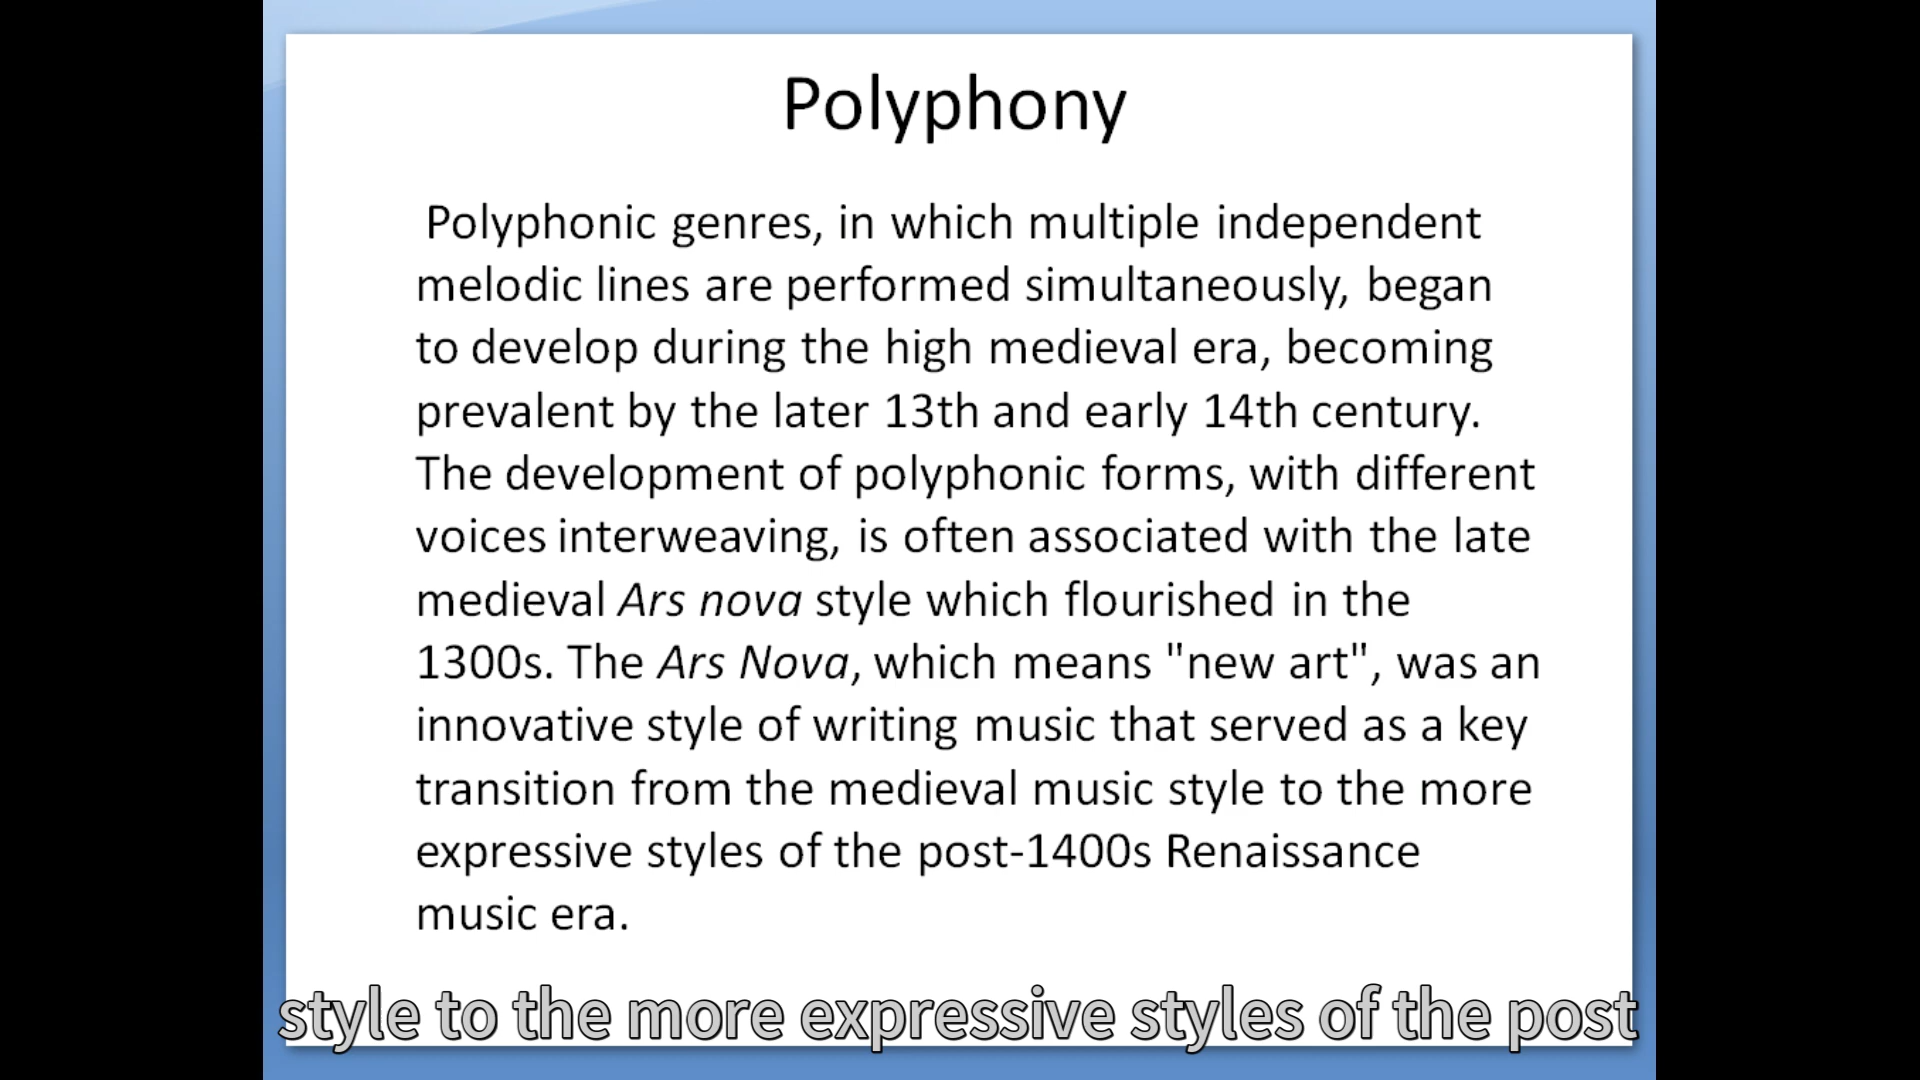 Polyphony
Polyphonic genres, in which multiple independent
melodic lines are performed simultaneously, began
to develop during the high medieval era, becoming
prevalent by the later 13th and early 14th century.
The development of polyphonic forms, with different
voices interweaving, is often associated with the late
medieval Ars nova style which flourished in the
1300s. The Ars Nova, which means "new art", was an
innovative style of writing music that served as a key
transition from the medieval music style to the more
expressive styles of the post-1400s Renaissance
music era.
style to the more expressive styles of the post